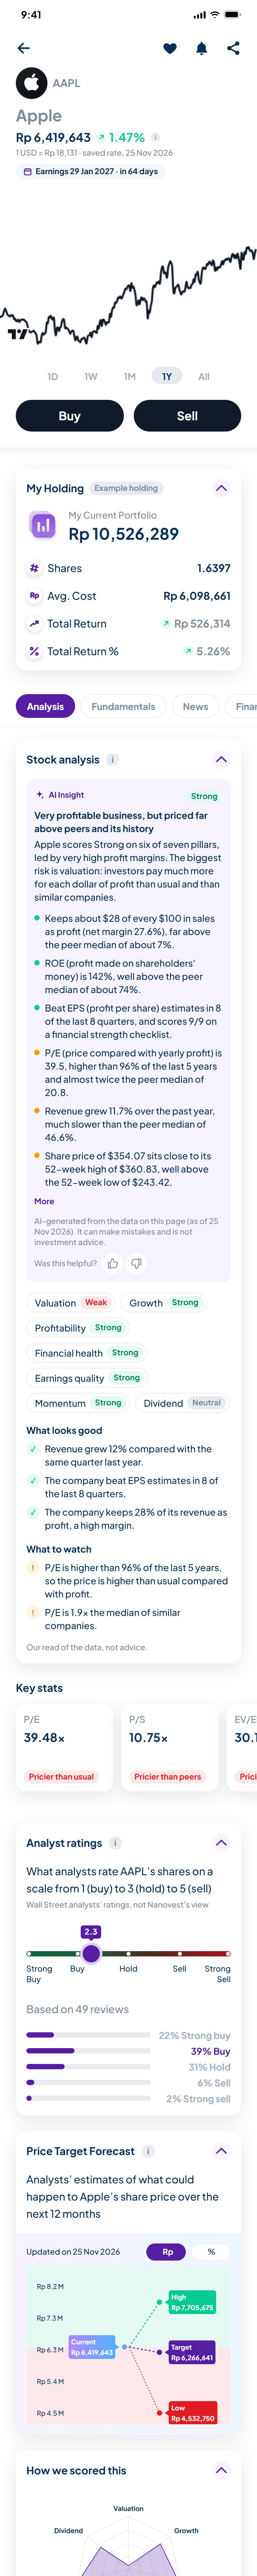 9:41
AAPL
Apple
Rp 6,419,643 1.47% i
1 USD = Rp 18,131 · saved rate, 25 Nov 2026
Earnings 29 Jan 2027 · in 64 days
1D 1W 1M 1Y All
Buy Sell
My Holding Example holding
My Current Portfolio
Rp 10,526,289
Shares 1.6397
Rp Avg. Cost Rp 6,098,661
Total Return Rp 526,314
Total Return % 5.26%
Analysis Fundamentals News Finan
Stock analysis i
AI Insight Strong
Very profitable business, but priced far
above peers and its history
Apple scores Strong on six of seven pillars,
led by very high profit margins. The biggest
risk is valuation: investors pay much more
for each dollar of profit than usual and than
similar companies.
Keeps about $28 of every $100 in sales
as profit (net margin 27.6%), far above
the peer median of about 7%.
ROE (profit made on shareholders'
money) is 142%, well above the peer
median of about 74%.
Beat EPS (profit per share) estimates in 8
of the last 8 quarters, and scores 9/9 on
a financial strength checklist.
P/E (price compared with yearly profit) is
39.5, higher than 96% of the last 5 years
and almost twice the peer median of
20.8.
Revenue grew 11.7% over the past year,
much slower than the peer median of
46.6%.
Share price of $354.07 sits close to its
52-week high of $360.83, well above
the 52-week low of $243.42.
More
AI-generated from the data on this page (as of 25
Nov 2026). It can make mistakes and is not
investment advice.
Was this helpful?
Valuation Weak Growth Strong
Profitability Strong
Financial health Strong
Earnings quality Strong
Momentum Strong Dividend Neutral
What looks good
Revenue grew 12% compared with the
same quarter last year.
The company beat EPS estimates in 8 of
the last 8 quarters.
The company keeps 28% of its revenue as
profit, a high margin.
What to watch
P/E is higher than 96% of the last 5 years,
so the price is higher than usual compared
with profit.
P/E is 1.9× the median of similar
companies.
Our read of the data, not advice.
Key stats
P/E P/S EV/E
39.48× 10.75× 30.1
Pricier than usual Pricier than peers Prici
Analyst ratings i
What analysts rate AAPL's shares on a
scale from 1 (buy) to 3 (hold) to 5 (sell)
Wall Street analysts' ratings, not Nanovest's view
2.3
Strong Buy Buy Hold Sell Strong Sell
Based on 49 reviews
22% Strong buy
39% Buy
31% Hold
6% Sell
2% Strong sell
Price Target Forecast i
Analysts' estimates of what could
happen to Apple's share price over the
next 12 months
Updated on 25 Nov 2026 Rp %
Rp 8.2 M
High
Rp 7,705,675
Rp 7.3 M
Rp 6.3 M
Current
Rp 6,419,643
Target
Rp 6,266,641
Rp 5.4 M
Rp 4.5 M
Low
Rp 4,532,750
How we scored this
Valuation
Dividend Growth